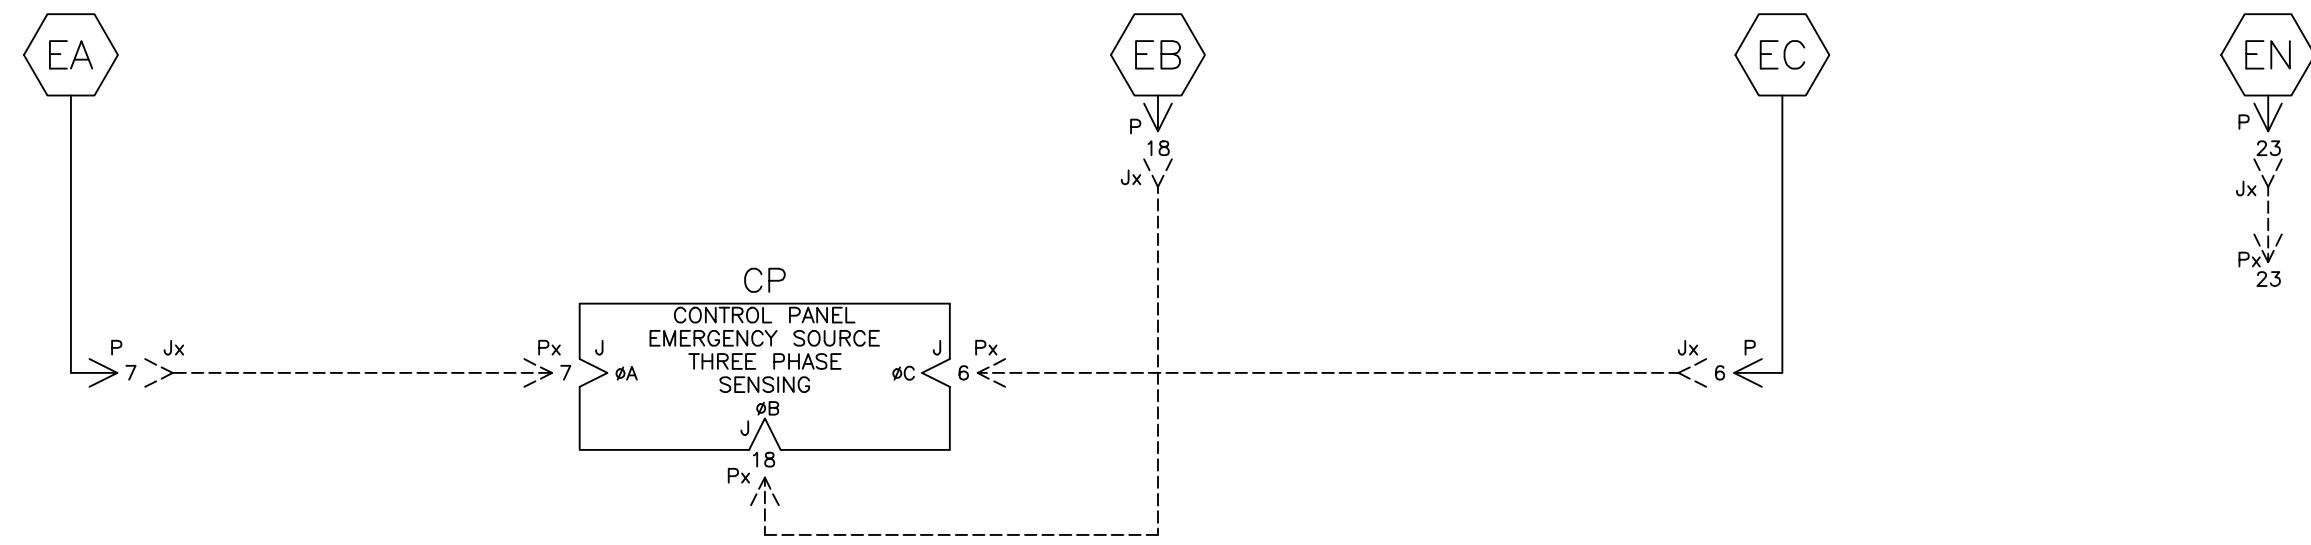 EA
EB
EC
EN
P
18
Jx
P
23
Jx
Px
23
CP
CONTROL PANEL
EMERGENCY SOURCE
THREE PHASE
SENSING
P
7
Jx
Px
7
J
øA
øC
J
6
Px
Jx
6
P
øB
J
18
Px